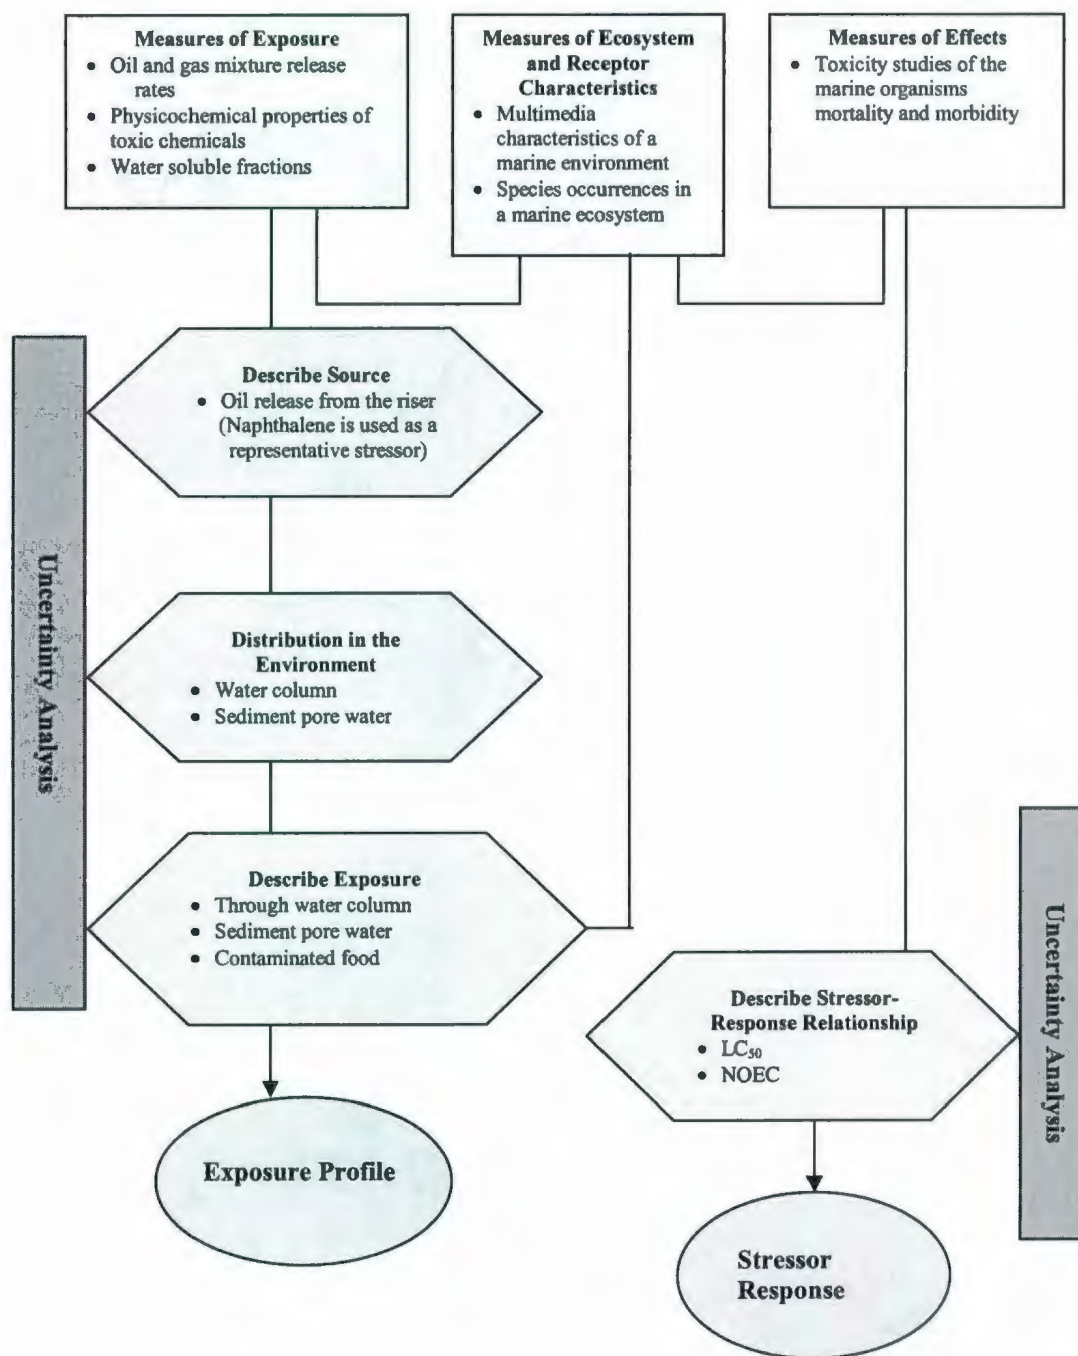 Measures of Exposure
• Oil and gas mixture release
rates
• Physicochemical properties of
toxic chemicals
• Water soluble fractions
Measures of Ecosystem
and Receptor
Characteristics
• Multimedia
characteristics of a
marine environment
• Species occurrences in
a marine ecosystem
Measures of Effects
• Toxicity studies of the
marine organisms
mortality and morbidity
Describe Source
• Oil release from the riser
(Naphthalene is used as a
representative stressor)
Uncertainty Analysis
Distribution in the
Environment
• Water column
• Sediment pore water
Describe Exposure
• Through water column
• Sediment pore water
• Contaminated food
Describe Stressor-
Response Relationship
• LC₅₀
• NOEC
Uncertainty Analysis
Exposure Profile
Stressor
Response